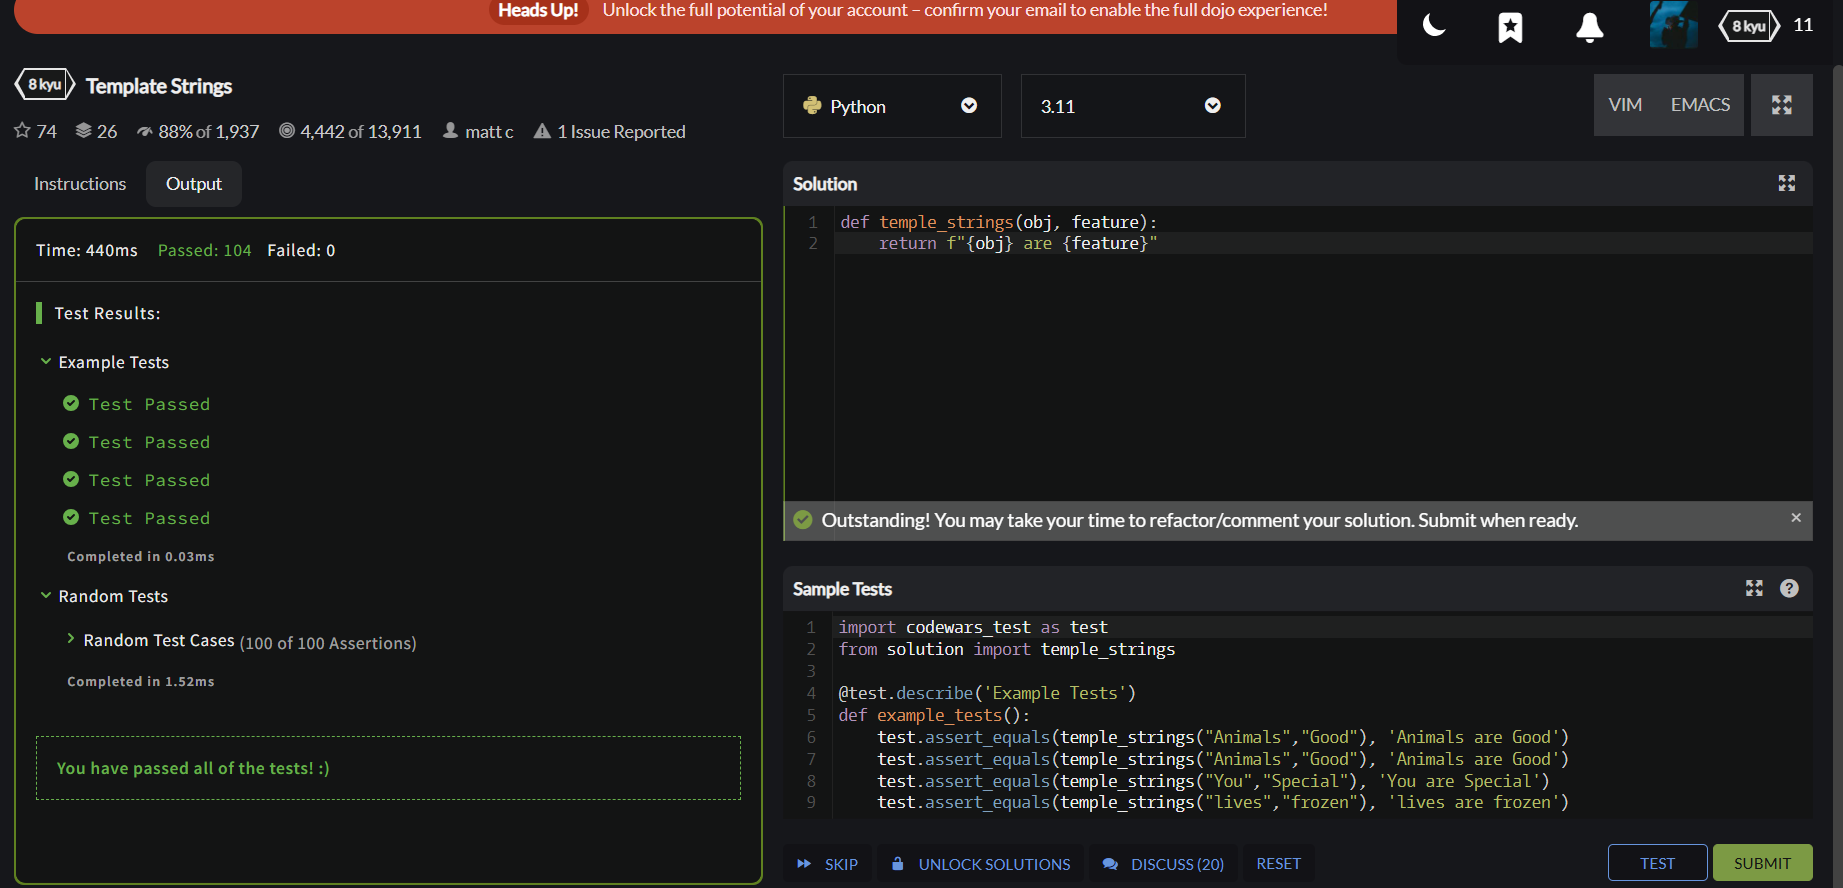 Heads Up! Unlock the full potential of your account – confirm your email to enable the full dojo experience!
8 kyu 11
8 kyu Template Strings
74 26 88% of 1,937 4,442 of 13,911 matt c 1 Issue Reported
Instructions Output
Python 3.11 VIM EMACS
Time: 440ms Passed: 104 Failed: 0
Test Results:
Example Tests
Test Passed
Test Passed
Test Passed
Test Passed
Completed in 0.03ms
Random Tests
Random Test Cases (100 of 100 Assertions)
Completed in 1.52ms
You have passed all of the tests! :)
Solution
1 def temple_strings(obj, feature):
2     return f"{obj} are {feature}"
Outstanding! You may take your time to refactor/comment your solution. Submit when ready. ×
Sample Tests ?
1 import codewars_test as test
2 from solution import temple_strings
3
4 @test.describe('Example Tests')
5 def example_tests():
6     test.assert_equals(temple_strings("Animals","Good"), 'Animals are Good')
7     test.assert_equals(temple_strings("Animals","Good"), 'Animals are Good')
8     test.assert_equals(temple_strings("You","Special"), 'You are Special')
9     test.assert_equals(temple_strings("lives","frozen"), 'lives are frozen')
SKIP UNLOCK SOLUTIONS DISCUSS (20) RESET TEST SUBMIT